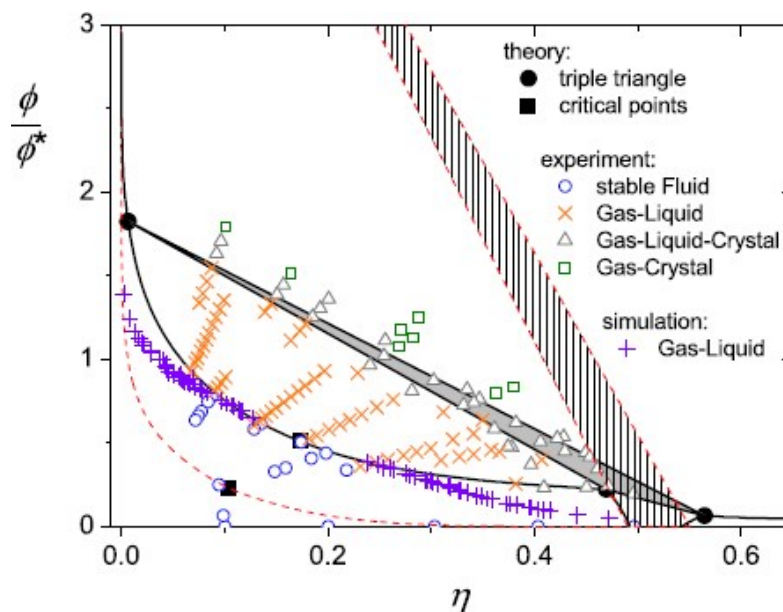 3
2
1
0
ϕ
ϕ*
0.0
0.2
0.4
0.6
η
theory:
triple triangle
critical points
experiment:
stable Fluid
Gas-Liquid
Gas-Liquid-Crystal
Gas-Crystal
simulation:
Gas-Liquid